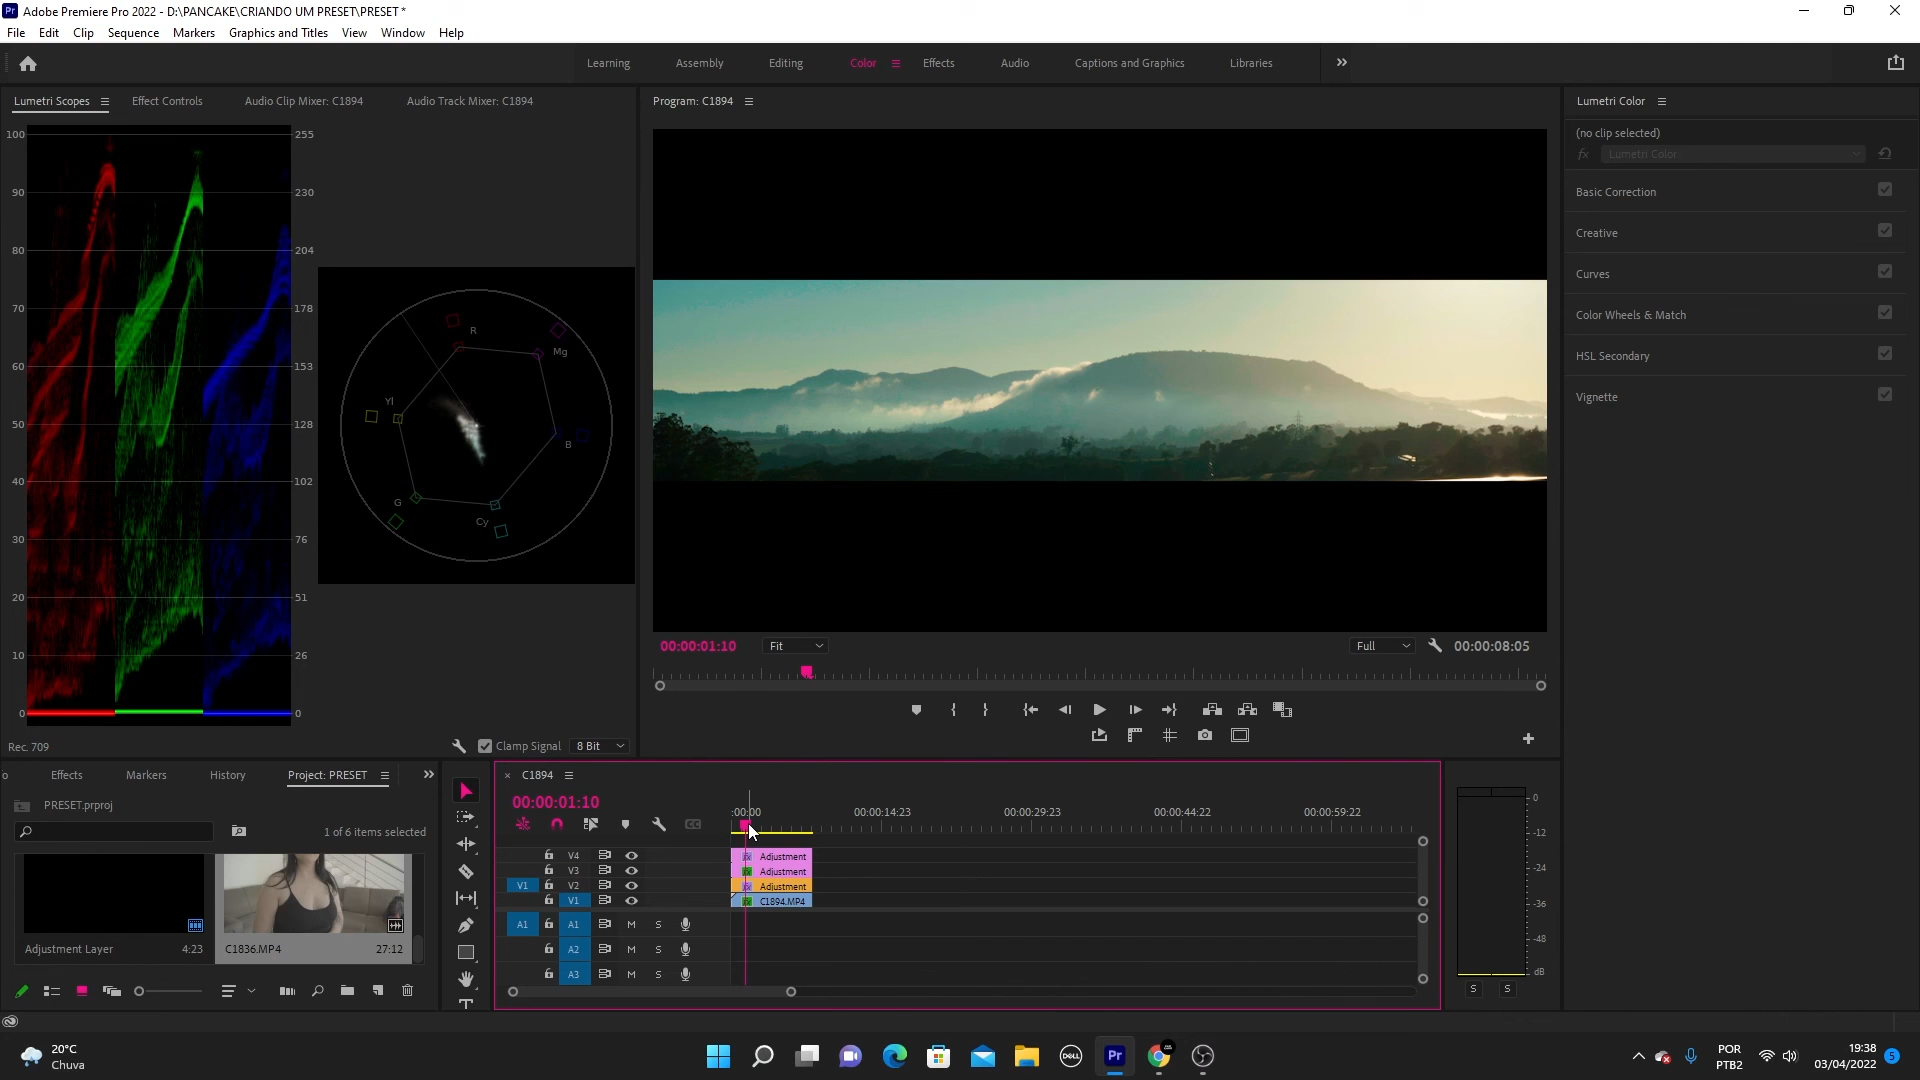 Pr Adobe Premiere Pro 2022 - D:\PANCAKE\CRIANDO UM PRESET\PRESET *
File Edit Clip Sequence Markers Graphics and Titles View Window Help
Learning Assembly Editing Color Effects Audio Captions and Graphics Libraries
Lumetri Scopes Effect Controls Audio Clip Mixer: C1894 Audio Track Mixer: C1894
100 255
90 230
80 204
70 178
60 153
50 128
40 102
30 76
20 51
10 26
0 0
R
Mg
Yl
B
G
Cy
Rec. 709 Clamp Signal 8 Bit
Program: C1894
00:00:01:10 Fit Full 00:00:08:05
Lumetri Color
(no clip selected)
fx Lumetri Color
Basic Correction
Creative
Curves
Color Wheels & Match
HSL Secondary
Vignette
o Effects Markers History Project: PRESET
PRESET.prproj
1 of 6 items selected
Adjustment Layer 4:23 C1836.MP4 27:12
× C1894
00:00:01:10
:00:00 00:00:14:23 00:00:29:23 00:00:44:22 00:00:59:22
V4 fx Adjustment
V3 fx Adjustment
V1 V2 fx Adjustment
V1 fx C1894.MP4
A1 A1 M S
A2 M S
A3 M S
0
-12
-24
-36
-48
dB
S S
20°C
Chuva
DELL
Pr
POR
PTB2
19:38
03/04/2022
5